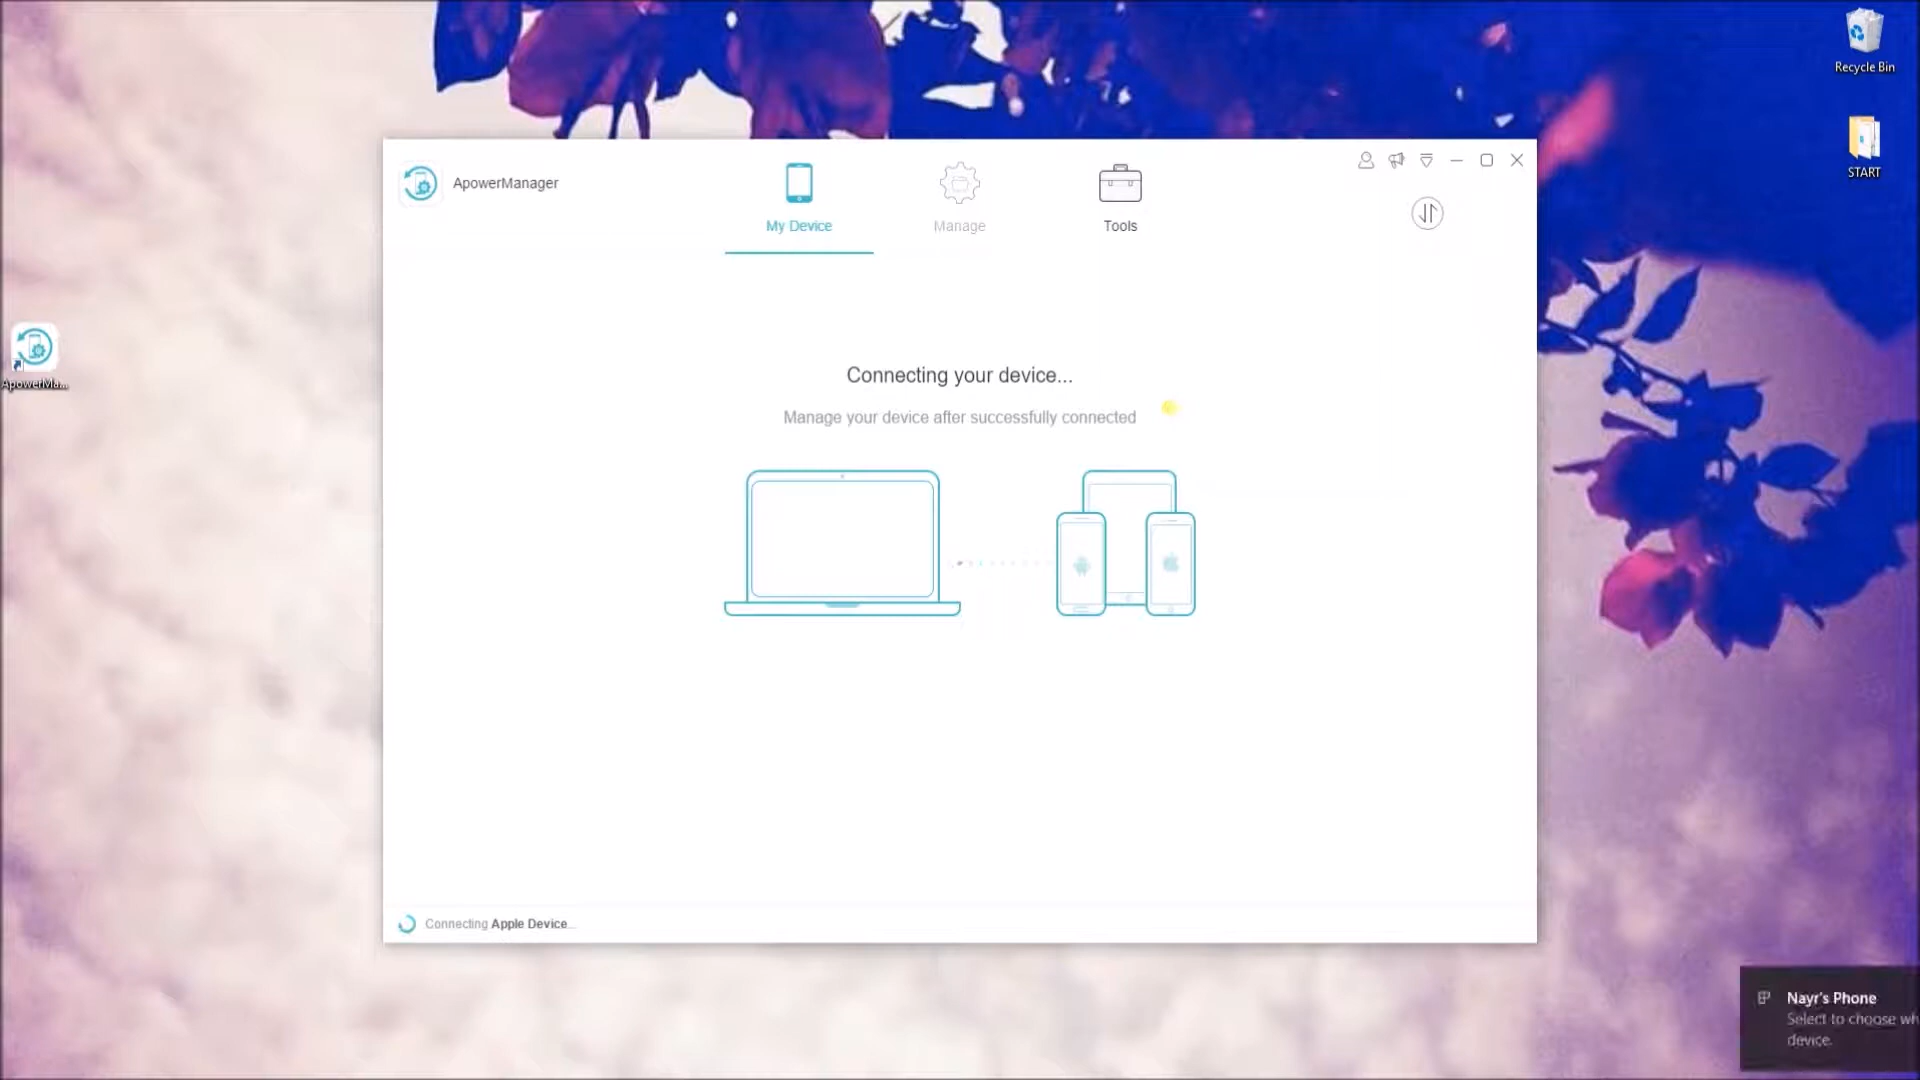 Recycle Bin
START
ApowerManager
My Device
Manage
Tools
ApowerMa...
Connecting your device...
Manage your device after successfully connected
Connecting Apple Device...
Nayr's Phone
Select to choose wh
device.